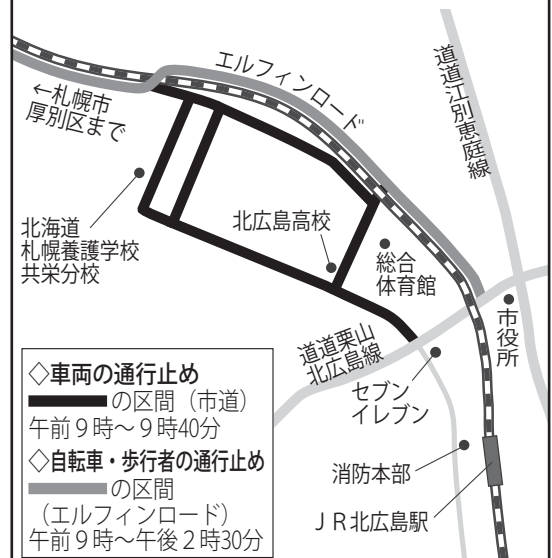 エルフィンロード
←札幌市
厚別区まで
道道江別恵庭線
北海道
札幌養護学校
共栄分校
北広島高校
総合
体育館
道道栗山
北広島線
市役所
セブン
イレブン
消防本部
ＪＲ北広島駅
◇車両の通行止め
の区間（市道）
午前９時～９時40分
◇自転車・歩行者の通行止め
の区間
（エルフィンロード）
午前９時～午後２時30分